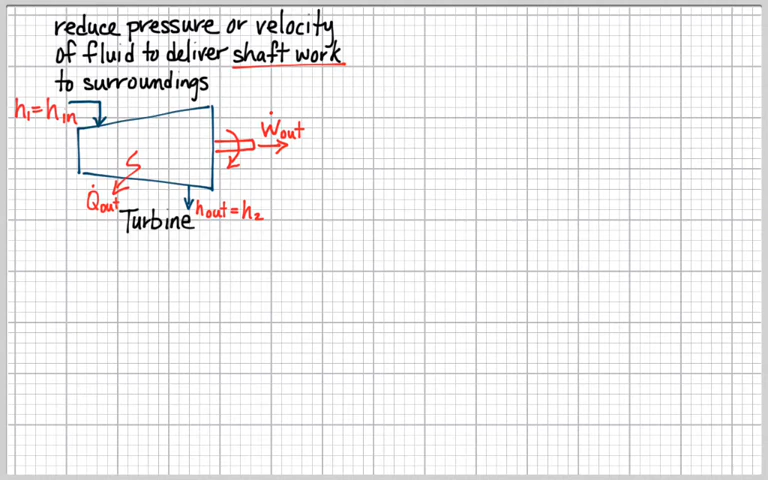 reduce pressure or velocity
of fluid to deliver shaft work
to surroundings
h₁ = hin
Ẇout
Q̇out
hout = h₂
Turbine